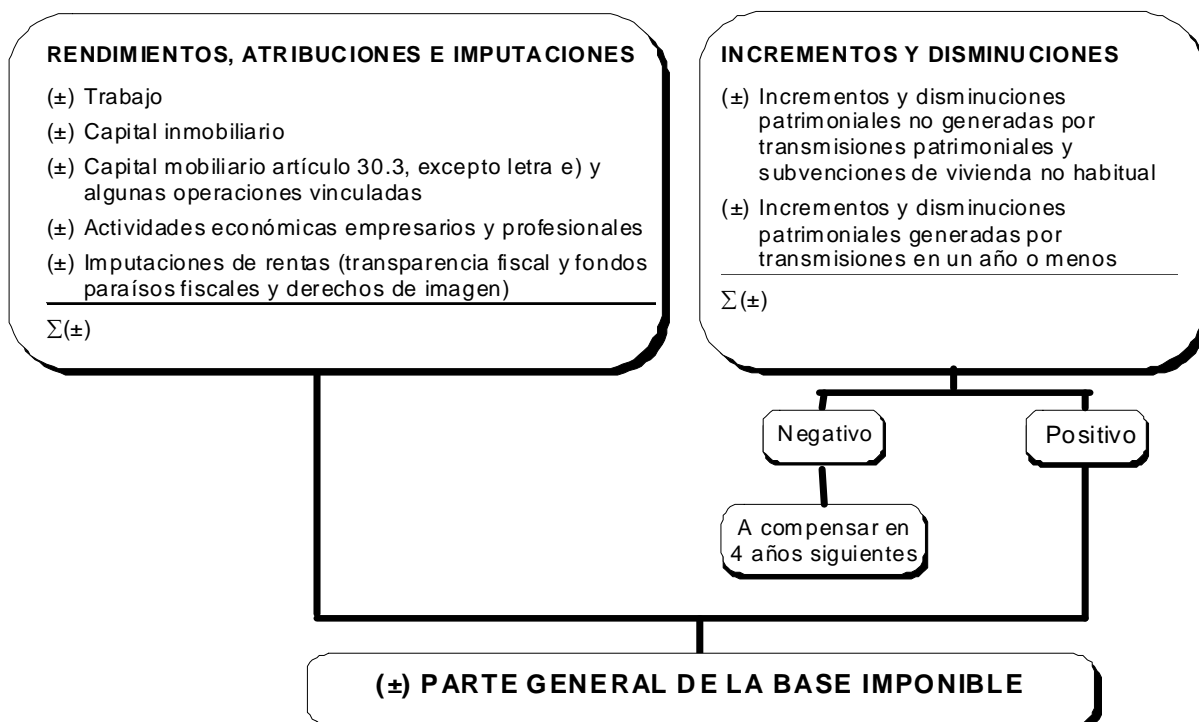 RENDIMIENTOS, ATRIBUCIONES E IMPUTACIONES
(±) Trabajo
(±) Capital inmobiliario
(±) Capital mobiliario artículo 30.3, excepto letra e) y
algunas operaciones vinculadas
(±) Actividades económicas empresarios y profesionales
(±) Imputaciones de rentas (transparencia fiscal y fondos
paraísos fiscales y derechos de imagen)
∑(±)
INCREMENTOS Y DISMINUCIONES
(±) Incrementos y disminuciones
patrimoniales no generadas por
transmisiones patrimoniales y
subvenciones de vivienda no habitual
(±) Incrementos y disminuciones
patrimoniales generadas por
transmisiones en un año o menos
∑(±)
Negativo
Positivo
A compensar en
4 años siguientes
(±) PARTE GENERAL DE LA BASE IMPONIBLE